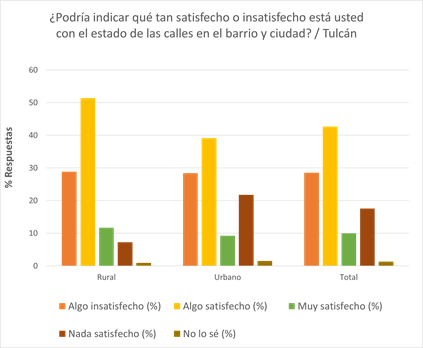 ¿Podría indicar qué tan satisfecho o insatisfecho está usted
con el estado de las calles en el barrio y ciudad? / Tulcán
% Respuestas
60
50
40
30
20
10
0
Rural Urbano Total
Algo insatisfecho (%) Algo satisfecho (%) Muy satisfecho (%)
Nada satisfecho (%) No lo sé (%)